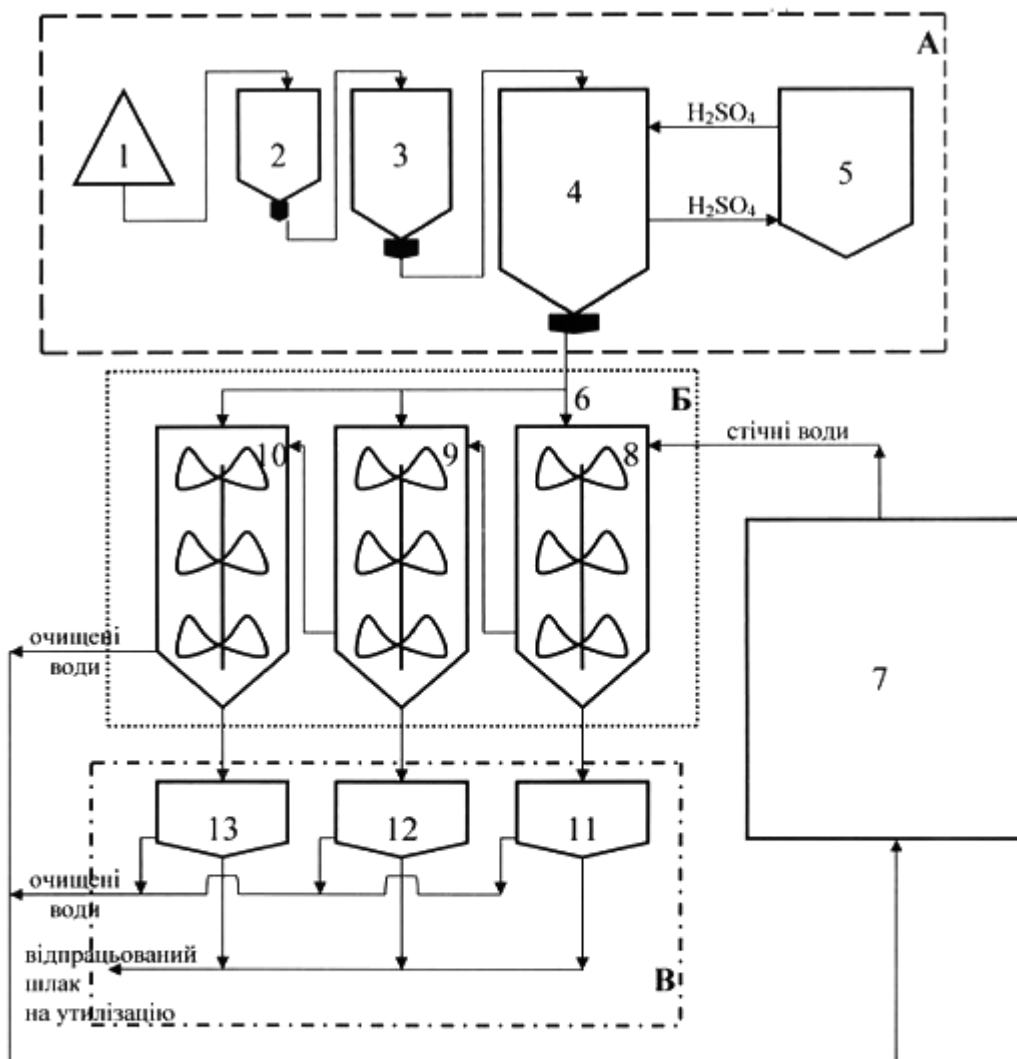 А
1
2
3
4
H₂SO₄
H₂SO₄
5
6
Б
10
9
8
стічні води
7
очищені
води
13
12
11
очищені
води
відпрацьований
шлак
на утилізацію
В